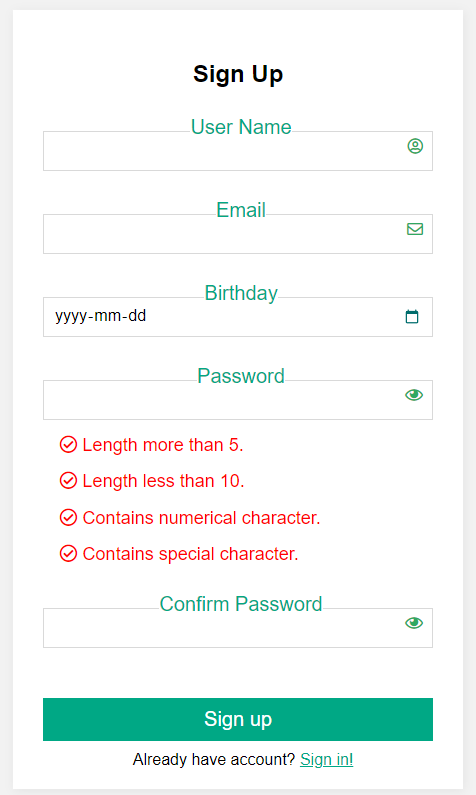 Sign Up
User Name
Email
Birthday
yyyy-mm-dd
Password
Length more than 5.
Length less than 10.
Contains numerical character.
Contains special character.
Confirm Password
Sign up
Already have account? Sign in!